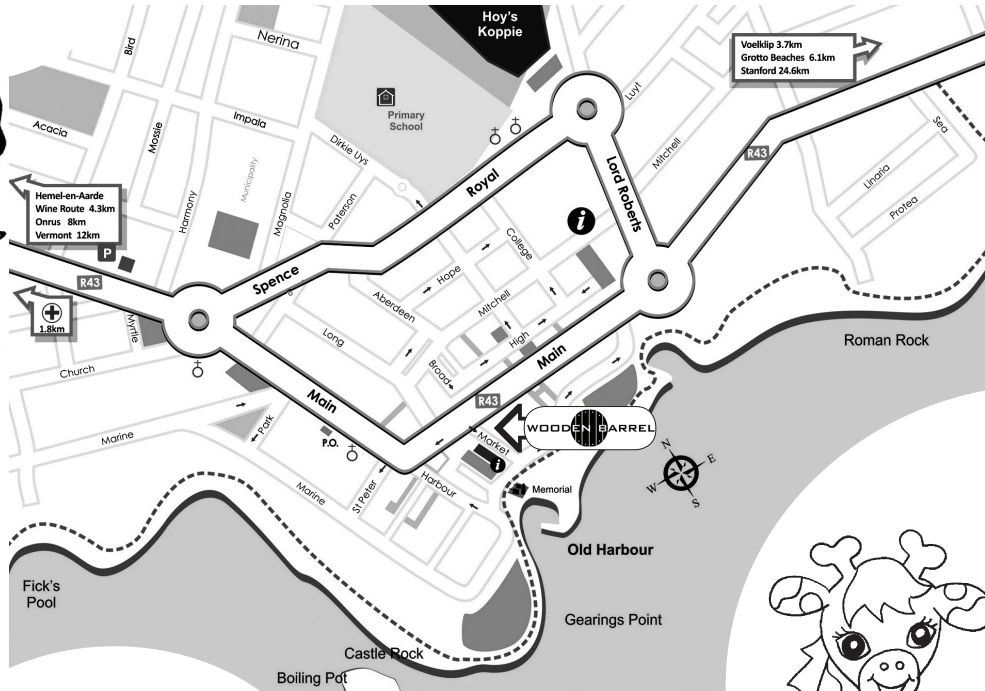 Hoy's
Koppie
Voelklip 3.7km
Grotto Beaches 6.1km
Stanford 24.6km
Bird
Nerina
Luyt
Primary
School
Acacia
Mossie
Impala
Dirkie Uys
Mitchell
Sea
R43
Linaria
Protea
Royal
Lord Roberts
Municipality
Paterson
Magnolia
Harmony
Hemel-en-Aarde
Wine Route 4.3km
Onrus 8km
Vermont 12km
P
i
College
Hope
R43
Spence
Aberdeen
Mitchell
1.8km
Myrtle
Long
High
Main
Roman Rock
Church
Broad
Main
R43
WOODEN BARREL
Park
Marine
P.O.
Market
i
N
E
W
S
Marine
St Peter
Harbour
Memorial
Old Harbour
Fick's
Pool
Gearings Point
Castle Rock
Boiling Pot